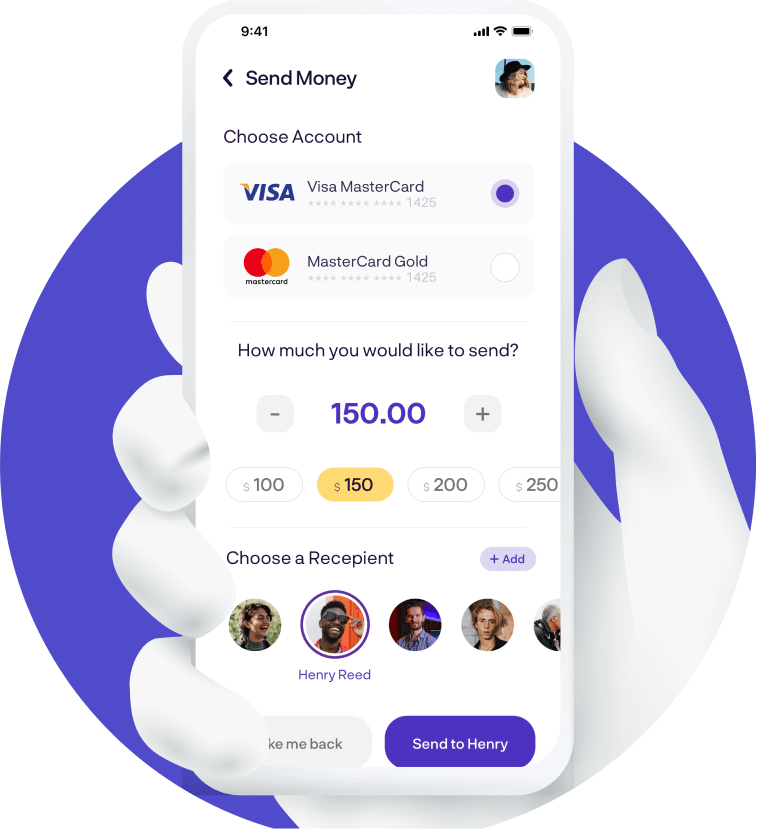 9:41
Send Money
Choose Account
VISA
Visa MasterCard
**** **** **** 1425
mastercard
MasterCard Gold
**** **** **** 1425
How much you would like to send?
- 150.00 +
$ 100 $ 150 $ 200 $ 250
Choose a Recepient + Add
Henry Reed
ke me back Send to Henry